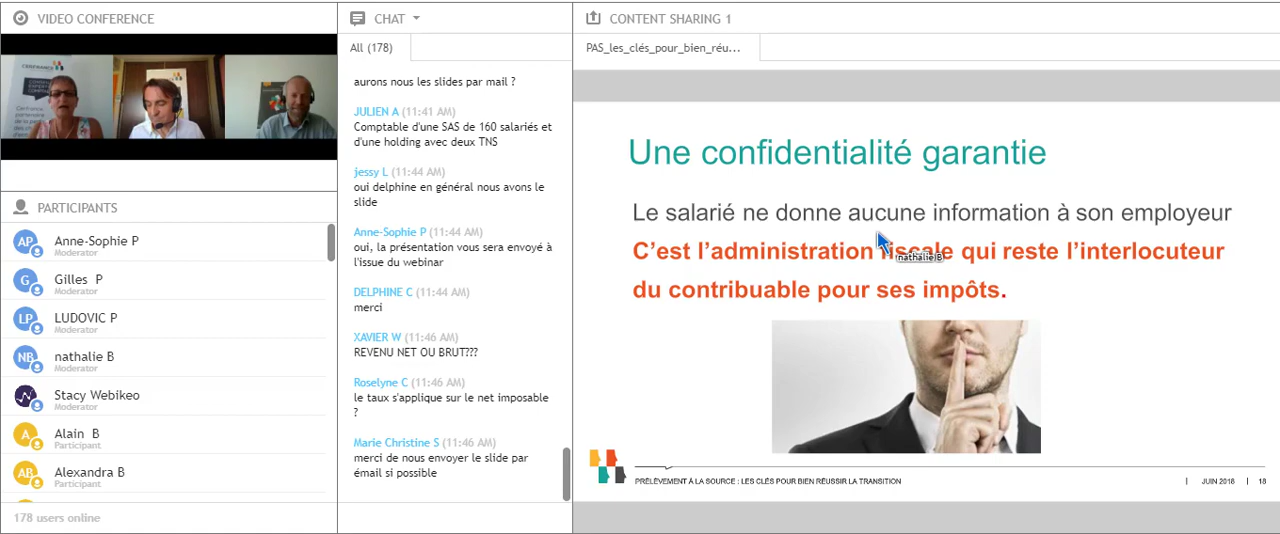 VIDEO CONFERENCE
CERFRANCE
PARTICIPANTS
Anne-Sophie P
Moderator
Gilles P
Moderator
LUDOVIC P
Moderator
nathalie B
Moderator
Stacy Webikeo
Moderator
Alain B
Participant
Alexandra B
Participant
178 users online
CHAT
All (178)
aurons nous les slides par mail ?
JULIEN A (11:41 AM)
Comptable d'une SAS de 160 salariés et
d'une holding avec deux TNS
jessy L (11:44 AM)
oui delphine en général nous avons le
slide
Anne-Sophie P (11:44 AM)
oui, la présentation vous sera envoyé à
l'issue du webinar
DELPHINE C (11:44 AM)
merci
XAVIER W (11:46 AM)
REVENU NET OU BRUT???
Roselyne C (11:46 AM)
le taux s'applique sur le net imposable
?
Marie Christine S (11:46 AM)
merci de nous envoyer le slide par
émail si possible
CONTENT SHARING 1
PAS_les_clés_pour_bien_réu...
Une confidentialité garantie
Le salarié ne donne aucune information à son employeur
C'est l'administration fiscale qui reste l'interlocuteur
nathalie B
du contribuable pour ses impôts.
PRÉLÈVEMENT À LA SOURCE : LES CLÉS POUR BIEN RÉUSSIR LA TRANSITION
JUIN 2018
18
AP
G
LP
NB
A
AB